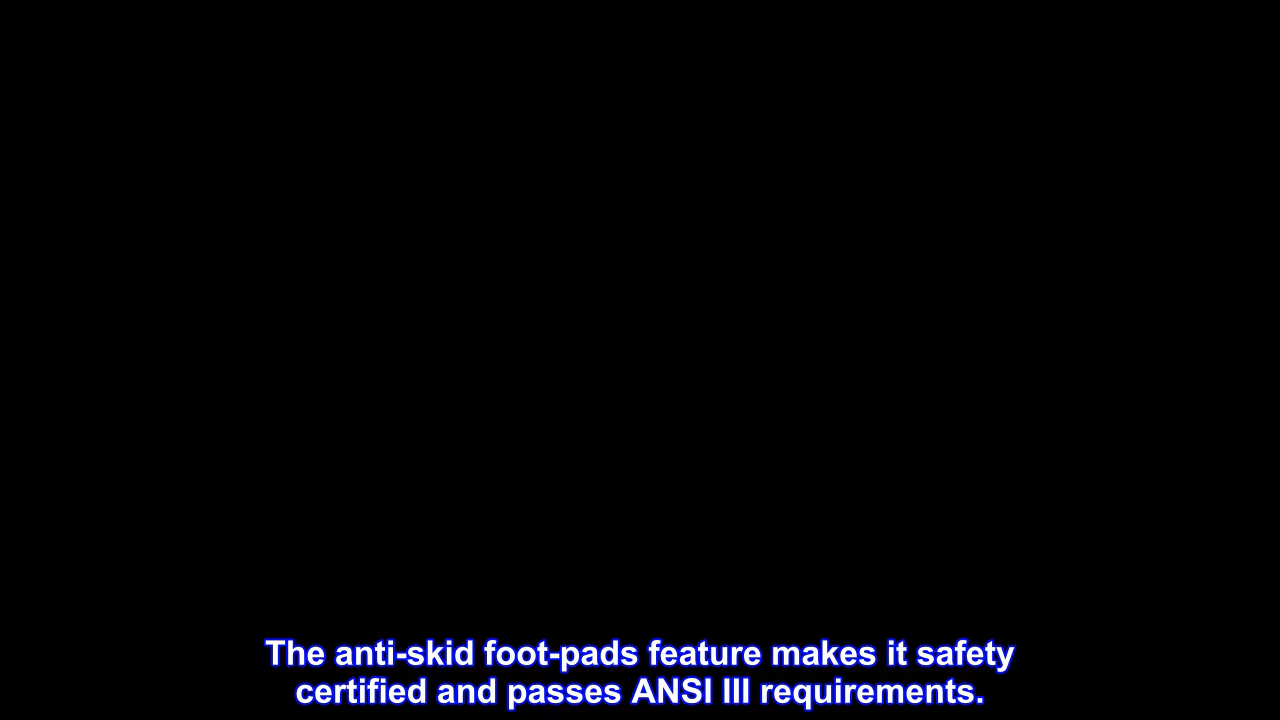 The anti-skid foot-pads feature makes it safety
certified and passes ANSI III requirements.